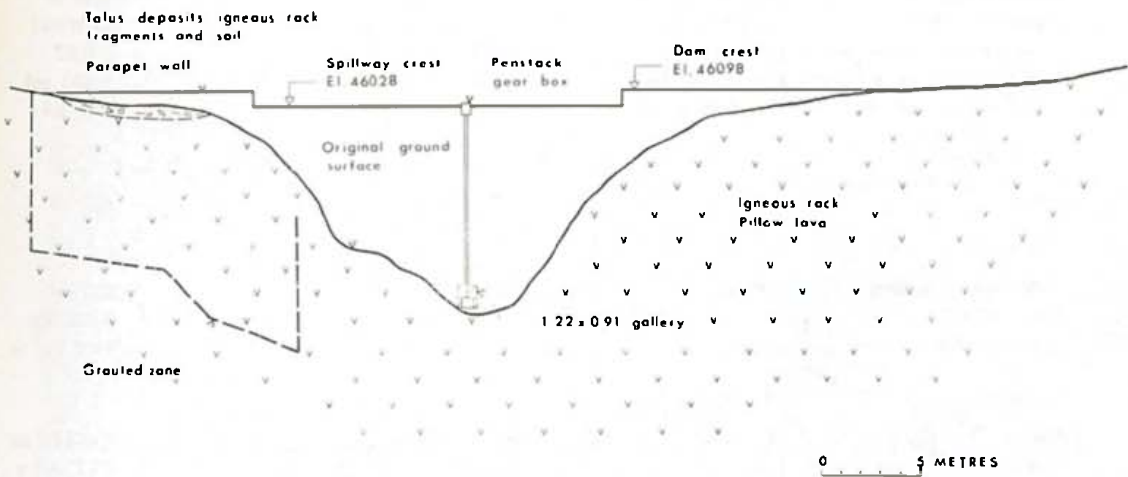 Talus deposits igneous rack
fragments and soil
Parapet wall
Spillway crest
El. 46028
Penstack
gear box
Dam crest
El. 46098
Original ground
surface
Igneous rack
Pillow lava
1 22 x 0 91 gallery
Grauted zane
0 5 METRES